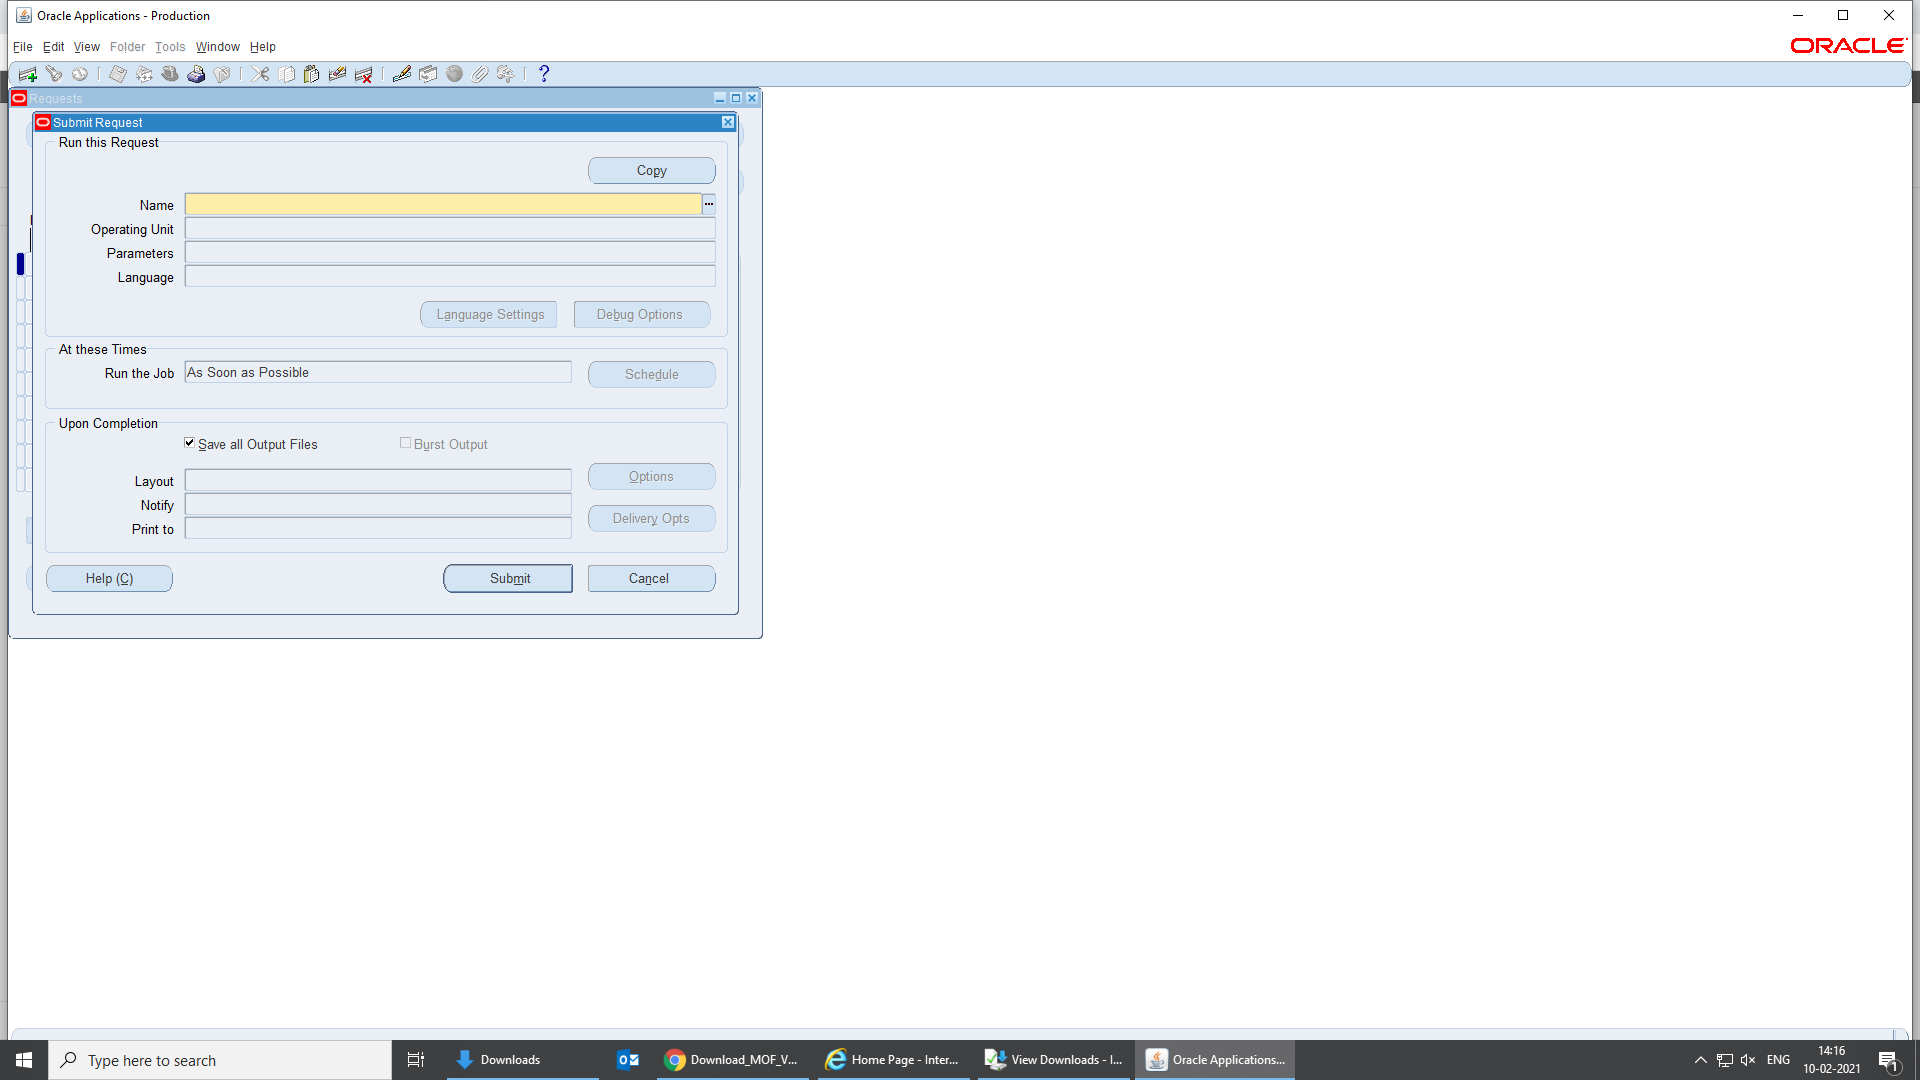 Oracle Applications - Production
File Edit View Folder Tools Window Help
ORACLE
Requests
Submit Request
Run this Request
Copy
Name
Operating Unit
Parameters
Language
Language Settings Debug Options
At these Times
Run the Job As Soon as Possible Schedule
Upon Completion
Save all Output Files Burst Output
Layout Options
Notify
Delivery Opts
Print to
Help (C) Submit Cancel
Type here to search
Downloads
Download_MOF_V...
Home Page - Inter...
View Downloads - I...
Oracle Applications...
ENG
14:16
10-02-2021
1